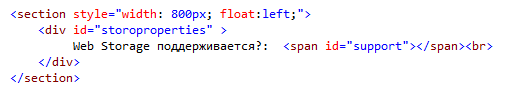 <section style="width: 800px; float:left;">
<div id="storoproperties" >
Web Storage поддерживается?:  <span id="support"></span><br>
</div>
</section>